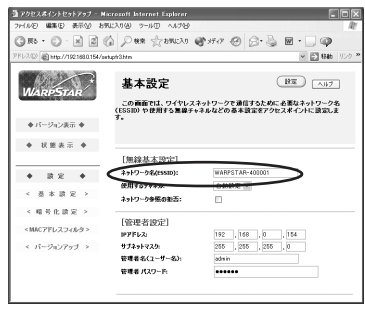 アクセスポイントセットアップ - Microsoft Internet Explorer
ファイル(F) 編集(E) 表示(V) お気に入り(A) ツール(T) ヘルプ(H)
戻る 検索 お気に入り メディア
アドレス(D) http://192.168.0.154/setuptr3.htm 移動 リンク
WARPSTAR
◆ バージョン表示 ◆
◆ 状態表示 ◆
◆ 設定 ◆
< 基本設定 >
< 暗号化設定 >
<MACアドレスフィルタ>
< バージョンアップ >
基本設定 設定 ヘルプ
この画面では、ワイヤレスネットワークで通信するために必要なネットワーク名
(ESSID) や使用する無線チャネルなどの基本設定をアクセスポイントに設定しま
す。
[無線基本設定]
ネットワーク名(ESSID): WARPSTAR-400001
使用するチャネル: 自動設定
ネットワーク参照の拒否:
[管理者設定]
IPアドレス: 192 . 168 . 0 . 154
サブネットマスク: 255 . 255 . 255 . 0
管理者名(ユーザー名): admin
管理者パスワード: ●●●●●●